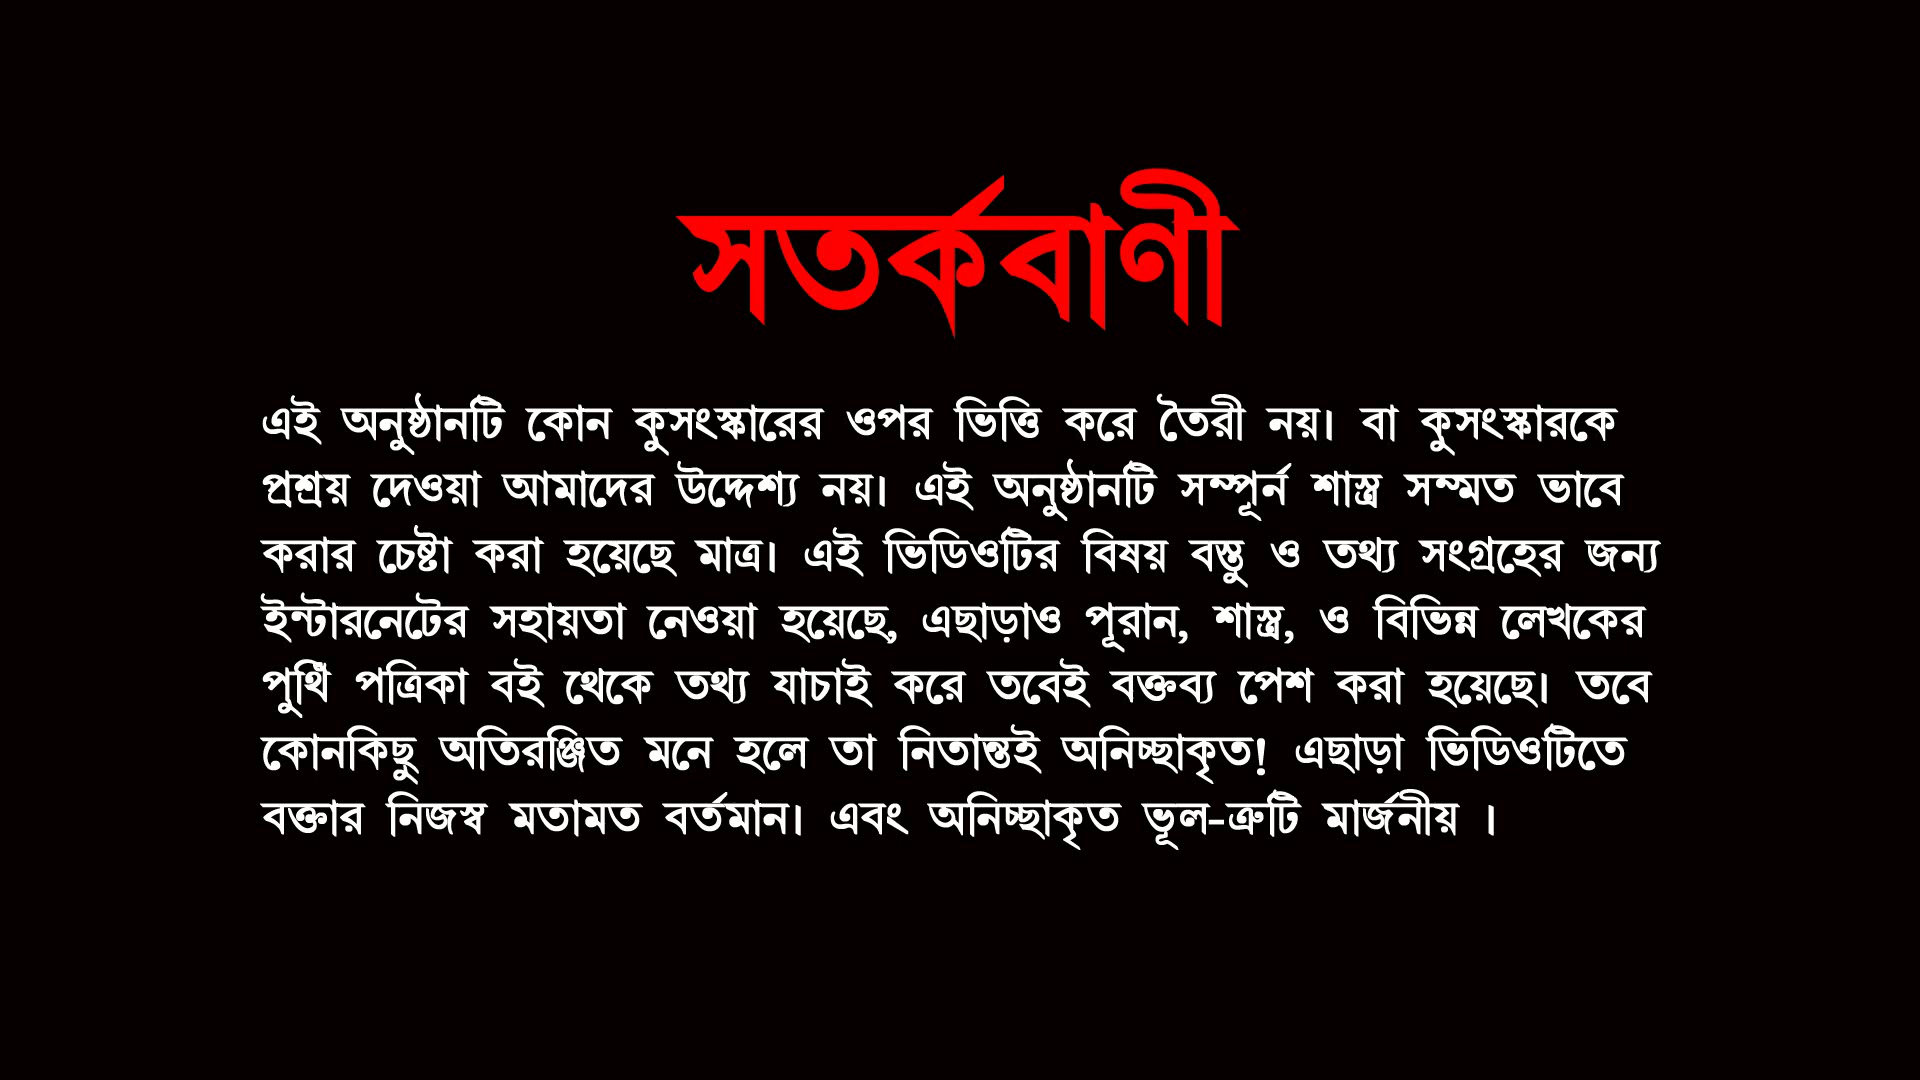 সতর্কবাণী
এই অনুষ্ঠানটি কোন কুসংস্কারের ওপর ভিত্তি করে তৈরী নয়। বা কুসংস্কারকে
প্রশ্রয় দেওয়া আমাদের উদ্দেশ্য নয়। এই অনুষ্ঠানটি সম্পূর্ন শাস্ত্র সম্মত ভাবে
করার চেষ্টা করা হয়েছে মাত্র। এই ভিডিওটির বিষয় বস্তু ও তথ্য সংগ্রহের জন্য
ইন্টারনেটের সহায়তা নেওয়া হয়েছে, এছাড়াও পূরান, শাস্ত্র, ও বিভিন্ন লেখকের
পুথিঁ পত্রিকা বই থেকে তথ্য যাচাই করে তবেই বক্তব্য পেশ করা হয়েছে। তবে
কোনকিছু অতিরঞ্জিত মনে হলে তা নিতান্তই অনিচ্ছাকৃত! এছাড়া ভিডিওটিতে
বক্তার নিজস্ব মতামত বর্তমান। এবং অনিচ্ছাকৃত ভূল-ত্রুটি মার্জনীয় ।